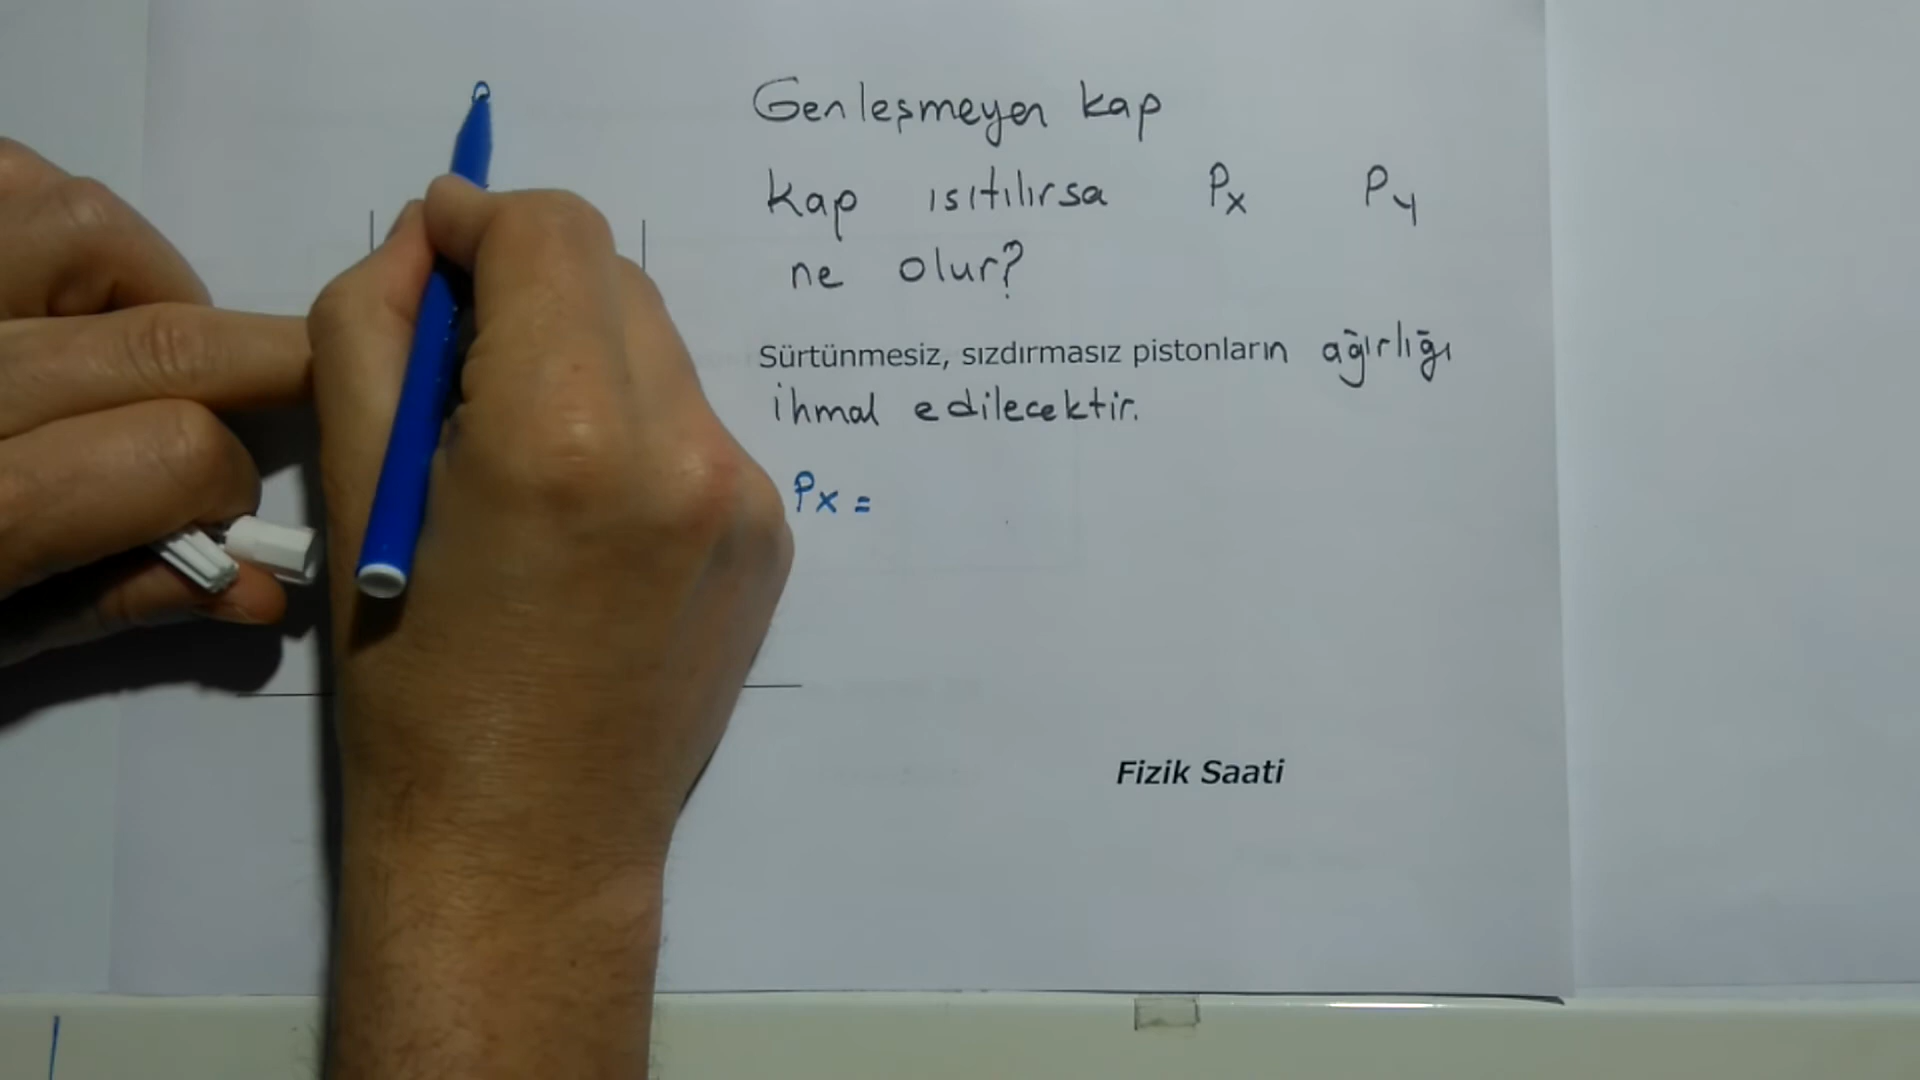 Genleşmeyen kap
kap ısıtılırsa Px Py
ne olur?
Sürtünmesiz, sızdırmasız pistonların ağırlığı
ihmal edilecektir.
Px =
Fizik Saati